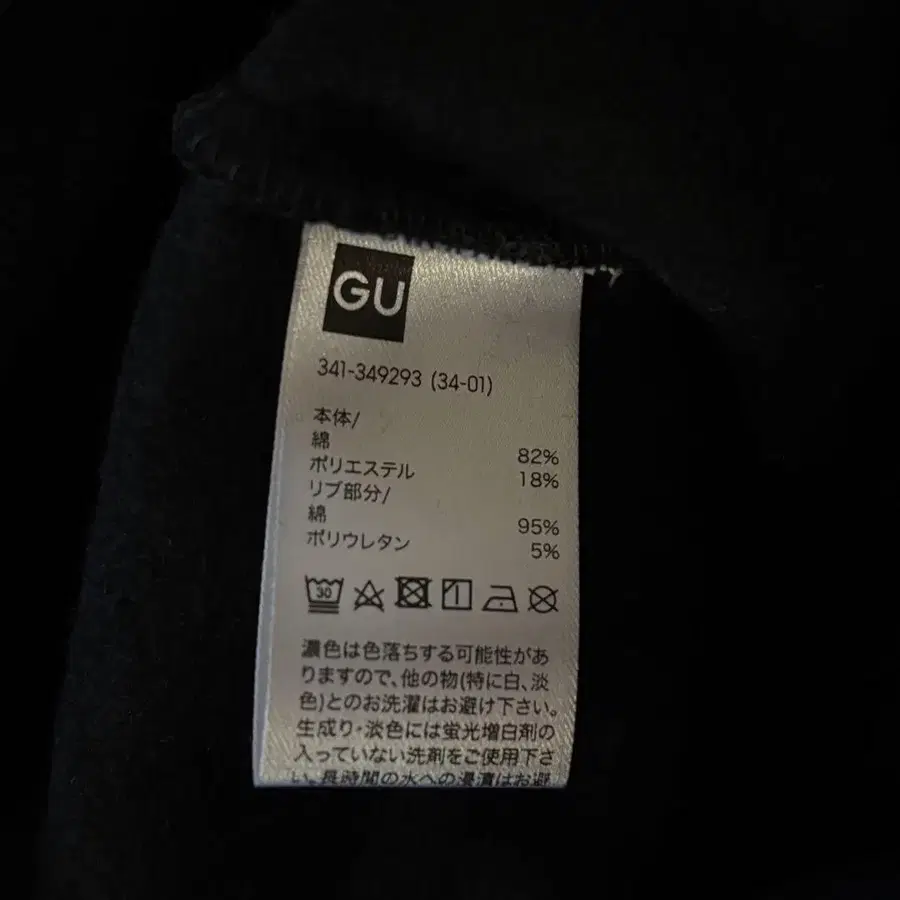 GU
341-349293 (34-01)
本体/
綿 82%
ポリエステル 18%
リブ部分/
綿 95%
ポリウレタン 5%
30
濃色は色落ちする可能性があ
りますので、他の物(特に白、淡
色)とのお洗濯はお避け下さい。
生成り・淡色には蛍光増白剤の
入っていない洗剤をご使用下さ
い。長時間の水への浸漬はお避